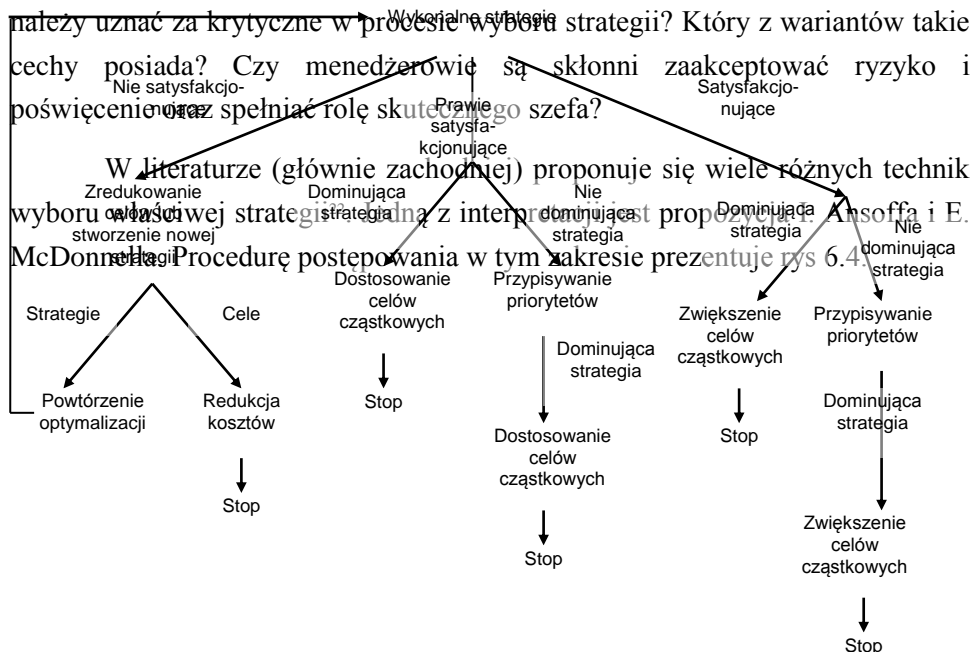 należy uznać za krytyczne w procesie wyboru strategii? Który z wariantów takie
cechy posiada? Czy menedżerowie są skłonni zaakceptować ryzyko i
poświęcenie oraz spełniać rolę skutecznego szefa?
W literaturze (głównie zachodniej) proponuje się wiele różnych technik
wyboru właściwej strategii²². Jedną z interpretacji jest propozycja I. Ansoffa i E.
McDonnella. Procedurę postępowania w tym zakresie prezentuje rys 6.4.
Wykonalne strategie
Nie satysfakcjo-
nujące
Prawie
satysfa-
kcjonujące
Satysfakcjo-
nujące
Zredukowanie
celów lub
stworzenie nowej
strategii
Dominująca
strategia
Nie
dominująca
strategia
Dominująca
strategia
Nie
dominująca
strategia
Strategie
Cele
Dostosowanie
celów
cząstkowych
Przypisywanie
priorytetów
Zwiększenie
celów
cząstkowych
Przypisywanie
priorytetów
Powtórzenie
optymalizacji
Redukcja
kosztów
Stop
Dominująca
strategia
Stop
Dominująca
strategia
Stop
Dostosowanie
celów
cząstkowych
Stop
Zwiększenie
celów
cząstkowych
Stop